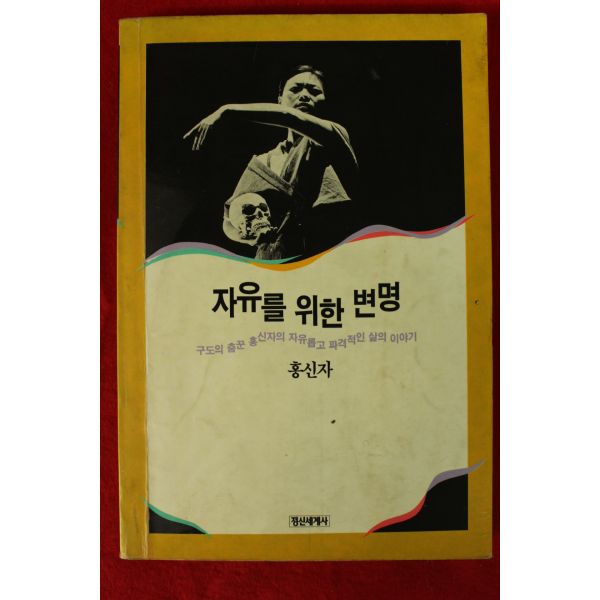 자유를 위한 변명
구도의 춤꾼 홍신자의 자유롭고 파격적인 삶의 이야기
홍신자
정신세계사